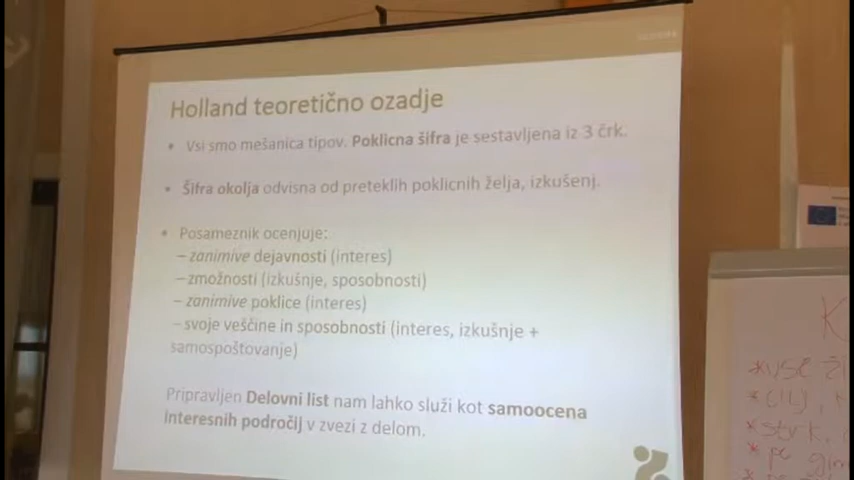 Holland teoretično ozadje
• Vsi smo mešanica tipov. Poklicna šifra je sestavljena iz 3 črk.
• Šifra okolja odvisna od preteklih poklicnih želja, izkušenj.
• Posameznik ocenjuje:
– zanimive dejavnosti (interes)
– zmožnosti (izkušnje, sposobnosti)
– zanimive poklice (interes)
– svoje veščine in sposobnosti (interes, izkušnje +
samospoštovanje)
Pripravljen Delovni list nam lahko služi kot samoocena
interesnih področij v zvezi z delom.
K